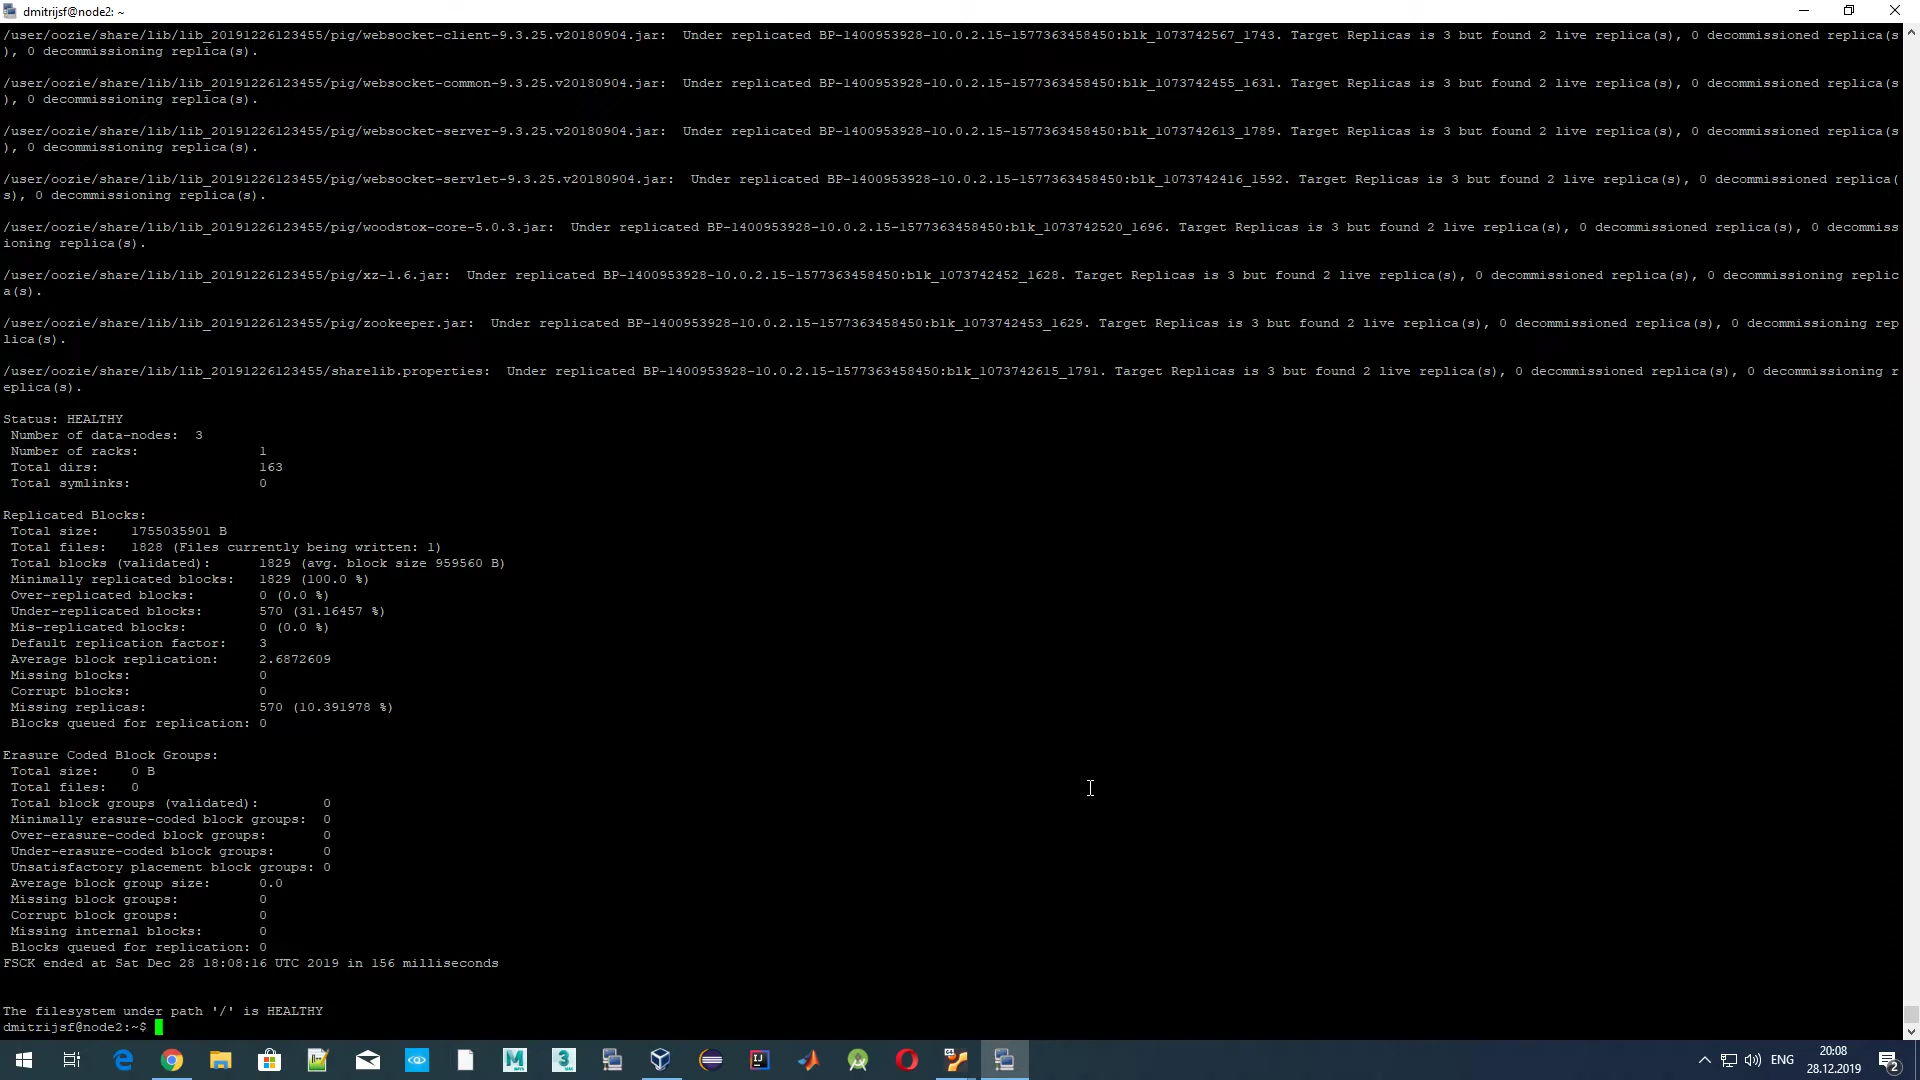 dmitrijsf@node2: ~
/user/oozie/share/lib/lib_20191226123455/pig/websocket-client-9.3.25.v20180904.jar:  Under replicated BP-1400953928-10.0.2.15-1577363458450:blk_1073742567_1743. Target Replicas is 3 but found 2 live replica(s), 0 decommissioned replica(s
), 0 decommissioning replica(s).
/user/oozie/share/lib/lib_20191226123455/pig/websocket-common-9.3.25.v20180904.jar:  Under replicated BP-1400953928-10.0.2.15-1577363458450:blk_1073742455_1631. Target Replicas is 3 but found 2 live replica(s), 0 decommissioned replica(s
), 0 decommissioning replica(s).
/user/oozie/share/lib/lib_20191226123455/pig/websocket-server-9.3.25.v20180904.jar:  Under replicated BP-1400953928-10.0.2.15-1577363458450:blk_1073742613_1789. Target Replicas is 3 but found 2 live replica(s), 0 decommissioned replica(s
), 0 decommissioning replica(s).
/user/oozie/share/lib/lib_20191226123455/pig/websocket-servlet-9.3.25.v20180904.jar:  Under replicated BP-1400953928-10.0.2.15-1577363458450:blk_1073742416_1592. Target Replicas is 3 but found 2 live replica(s), 0 decommissioned replica(
s), 0 decommissioning replica(s).
/user/oozie/share/lib/lib_20191226123455/pig/woodstox-core-5.0.3.jar:  Under replicated BP-1400953928-10.0.2.15-1577363458450:blk_1073742520_1696. Target Replicas is 3 but found 2 live replica(s), 0 decommissioned replica(s), 0 decommiss
ioning replica(s).
/user/oozie/share/lib/lib_20191226123455/pig/xz-1.6.jar:  Under replicated BP-1400953928-10.0.2.15-1577363458450:blk_1073742452_1628. Target Replicas is 3 but found 2 live replica(s), 0 decommissioned replica(s), 0 decommissioning replic
a(s).
/user/oozie/share/lib/lib_20191226123455/pig/zookeeper.jar:  Under replicated BP-1400953928-10.0.2.15-1577363458450:blk_1073742453_1629. Target Replicas is 3 but found 2 live replica(s), 0 decommissioned replica(s), 0 decommissioning rep
lica(s).
/user/oozie/share/lib/lib_20191226123455/sharelib.properties:  Under replicated BP-1400953928-10.0.2.15-1577363458450:blk_1073742615_1791. Target Replicas is 3 but found 2 live replica(s), 0 decommissioned replica(s), 0 decommissioning r
eplica(s).
Status: HEALTHY
Number of data-nodes:  3
Number of racks:  1
Total dirs:  163
Total symlinks:  0
Replicated Blocks:
Total size:  1755035901 B
Total files:  1828 (Files currently being written: 1)
Total blocks (validated):  1829 (avg. block size 959560 B)
Minimally replicated blocks:  1829 (100.0 %)
Over-replicated blocks:  0 (0.0 %)
Under-replicated blocks:  570 (31.16457 %)
Mis-replicated blocks:  0 (0.0 %)
Default replication factor:  3
Average block replication:  2.6872609
Missing blocks:  0
Corrupt blocks:  0
Missing replicas:  570 (10.391978 %)
Blocks queued for replication: 0
Erasure Coded Block Groups:
Total size:  0 B
Total files:  0
Total block groups (validated):  0
Minimally erasure-coded block groups:  0
Over-erasure-coded block groups:  0
Under-erasure-coded block groups:  0
Unsatisfactory placement block groups: 0
Average block group size:  0.0
Missing block groups:  0
Corrupt block groups:  0
Missing internal blocks:  0
Blocks queued for replication: 0
FSCK ended at Sat Dec 28 18:08:16 UTC 2019 in 156 milliseconds
The filesystem under path '/' is HEALTHY
dmitrijsf@node2:~$
ENG
20:08
28.12.2019
2